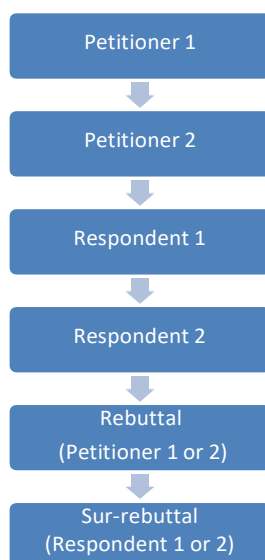 Petitioner 1
Petitioner 2
Respondent 1
Respondent 2
Rebuttal
(Petitioner 1 or 2)
Sur-rebuttal
(Respondent 1 or 2)